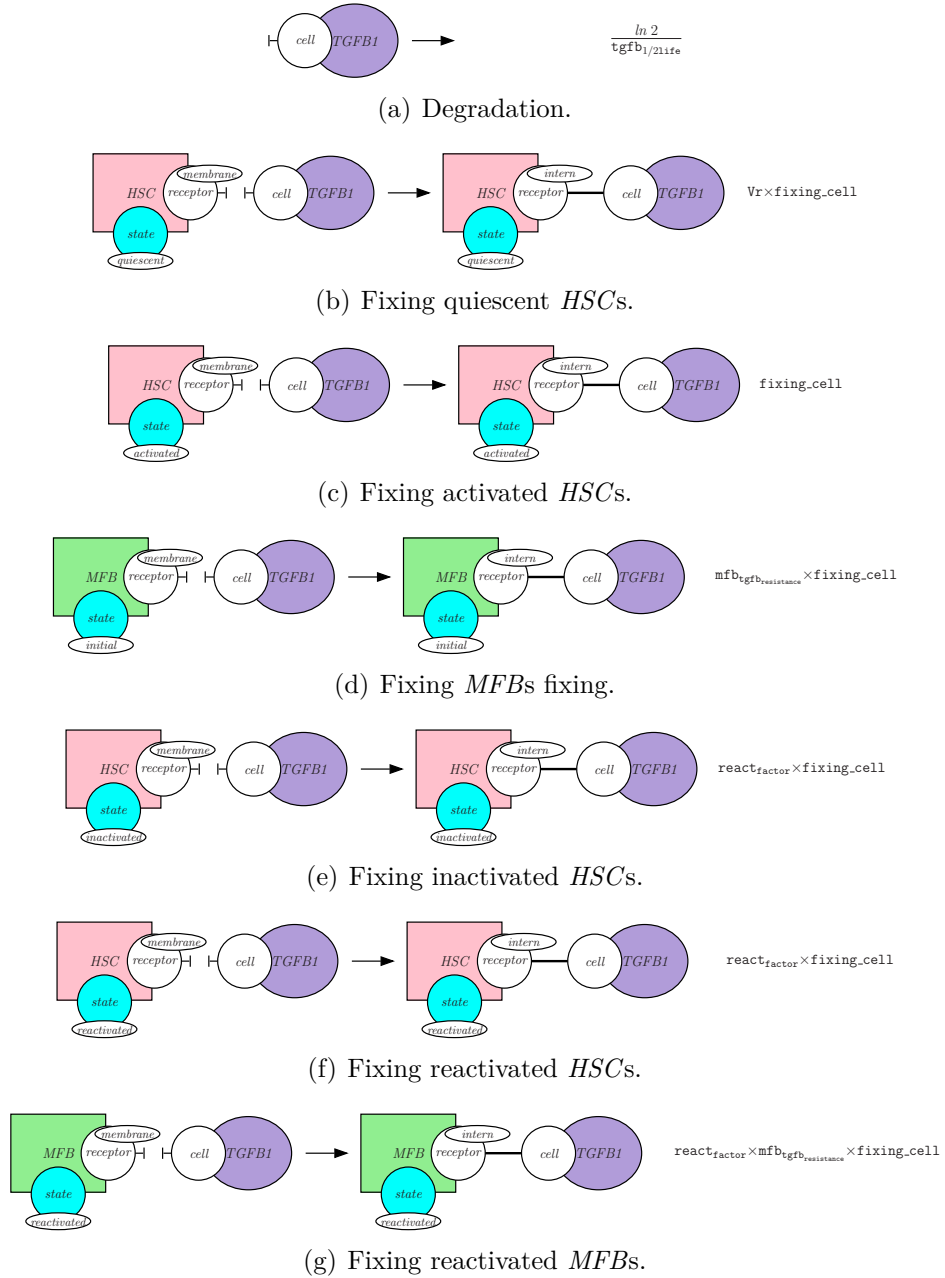 cell TGFB1 ln 2
tgfb1/2life
(a) Degradation.
membrane intern
HSC receptor cell TGFB1 HSC receptor cell TGFB1 Vr×fixing_cell
state state
quiescent quiescent
(b) Fixing quiescent HSCs.
membrane intern
HSC receptor cell TGFB1 HSC receptor cell TGFB1 fixing_cell
state state
activated activated
(c) Fixing activated HSCs.
membrane intern
MFB receptor cell TGFB1 MFB receptor cell TGFB1 mfbtgfbresistance×fixing_cell
state state
initial initial
(d) Fixing MFBs fixing.
membrane intern
HSC receptor cell TGFB1 HSC receptor cell TGFB1 reactfactor×fixing_cell
state state
inactivated inactivated
(e) Fixing inactivated HSCs.
membrane intern
HSC receptor cell TGFB1 HSC receptor cell TGFB1 reactfactor×fixing_cell
state state
reactivated reactivated
(f) Fixing reactivated HSCs.
membrane intern
MFB receptor cell TGFB1 MFB receptor cell TGFB1 reactfactor×mfbtgfbresistance×fixing_cell
state state
reactivated reactivated
(g) Fixing reactivated MFBs.